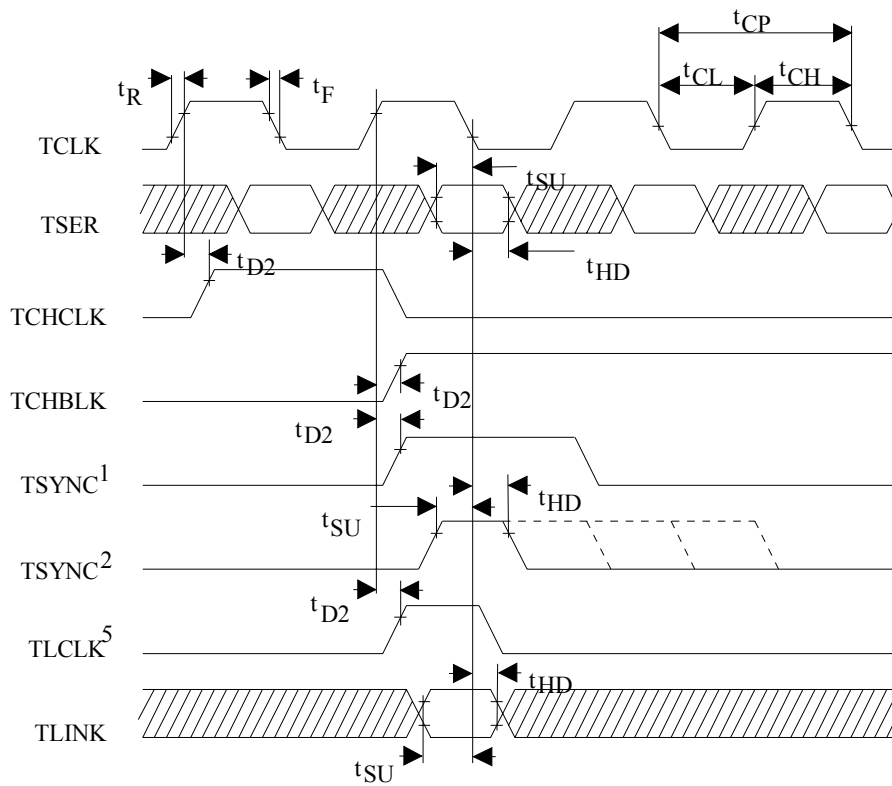 tCP
tR
tF
tCL
tCH
TCLK
tSU
TSER
tD2
tHD
TCHCLK
TCHBLK
tD2
tD2
TSYNC1
tHD
tSU
TSYNC2
tD2
TLCLK5
tHD
TLINK
tSU